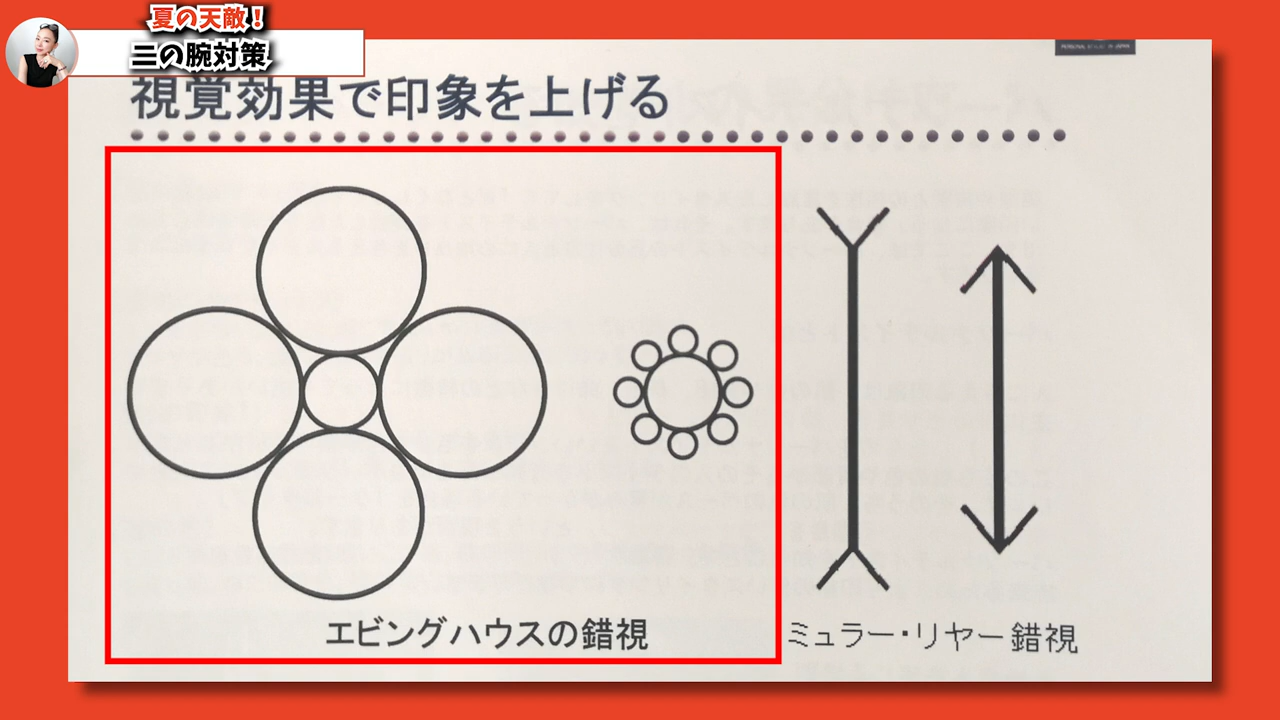 夏の天敵！
二の腕対策
視覚効果で印象を上げる
エビングハウスの錯視
ミュラー・リヤー錯視